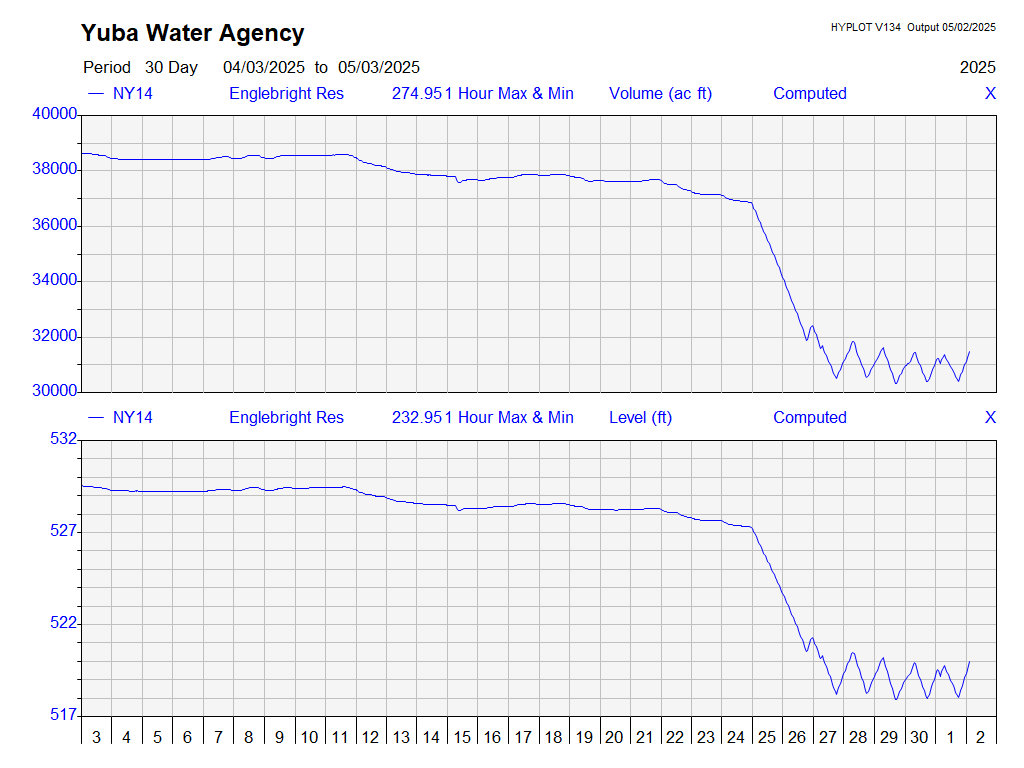 Yuba Water Agency
HYPLOT V134 Output 05/02/2025
Period 30 Day 04/03/2025 to 05/03/2025 2025
NY14 Englebright Res 274.951 Hour Max & Min Volume (ac ft) Computed X
40000
38000
36000
34000
32000
30000
NY14 Englebright Res 232.951 Hour Max & Min Level (ft) Computed X
532
527
522
517
3 4 5 6 7 8 9 10 11 12 13 14 15 16 17 18 19 20 21 22 23 24 25 26 27 28 29 30 1 2